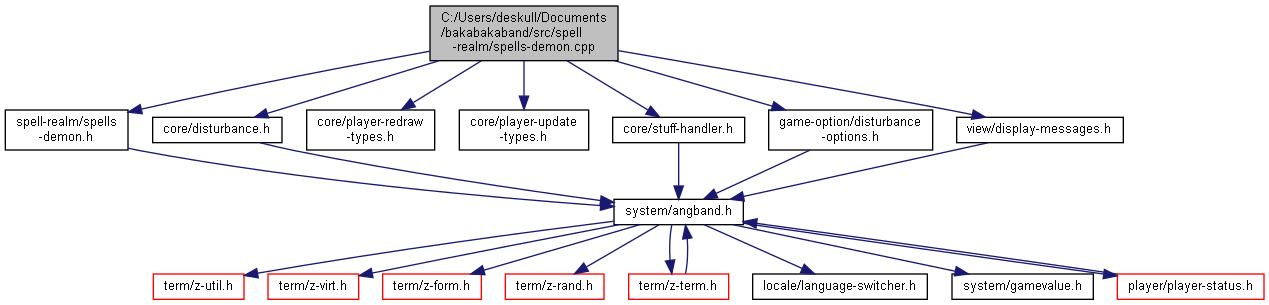 C:/Users/deskull/Documents
/bakabakaband/src/spell
-realm/spells-demon.cpp
spell-realm/spells
-demon.h
core/disturbance.h
core/player-redraw
-types.h
core/player-update
-types.h
core/stuff-handler.h
game-option/disturbance
-options.h
view/display-messages.h
system/angband.h
term/z-util.h
term/z-virt.h
term/z-form.h
term/z-rand.h
term/z-term.h
locale/language-switcher.h
system/gamevalue.h
player/player-status.h